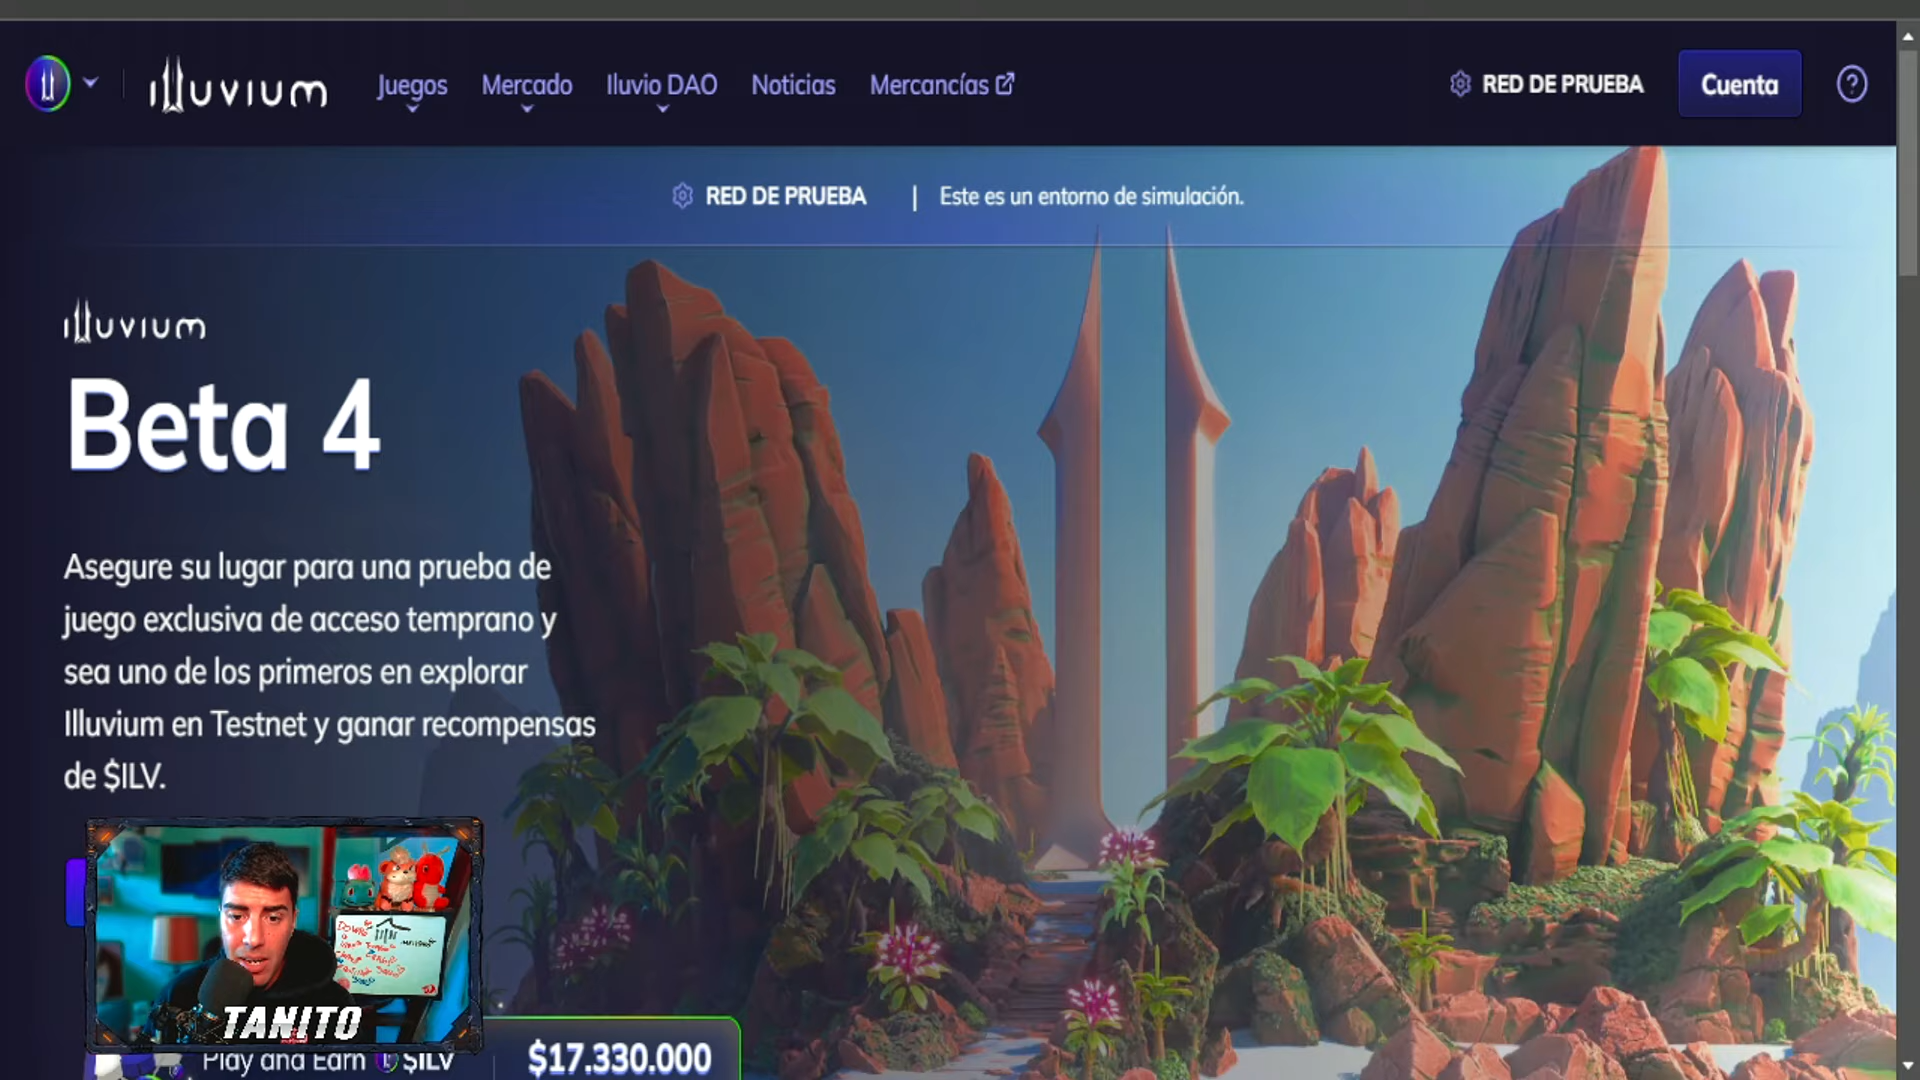 illuvium
Juegos
Mercado
Iluvio DAO
Noticias
Mercancías
RED DE PRUEBA
Cuenta
?
RED DE PRUEBA | Este es un entorno de simulación.
illuvium
Beta 4
Asegure su lugar para una prueba de
juego exclusiva de acceso temprano y
sea uno de los primeros en explorar
Illuvium en Testnet y ganar recompensas
de $ILV.
TANITO
Play and Earn $ILV
$17.330.000